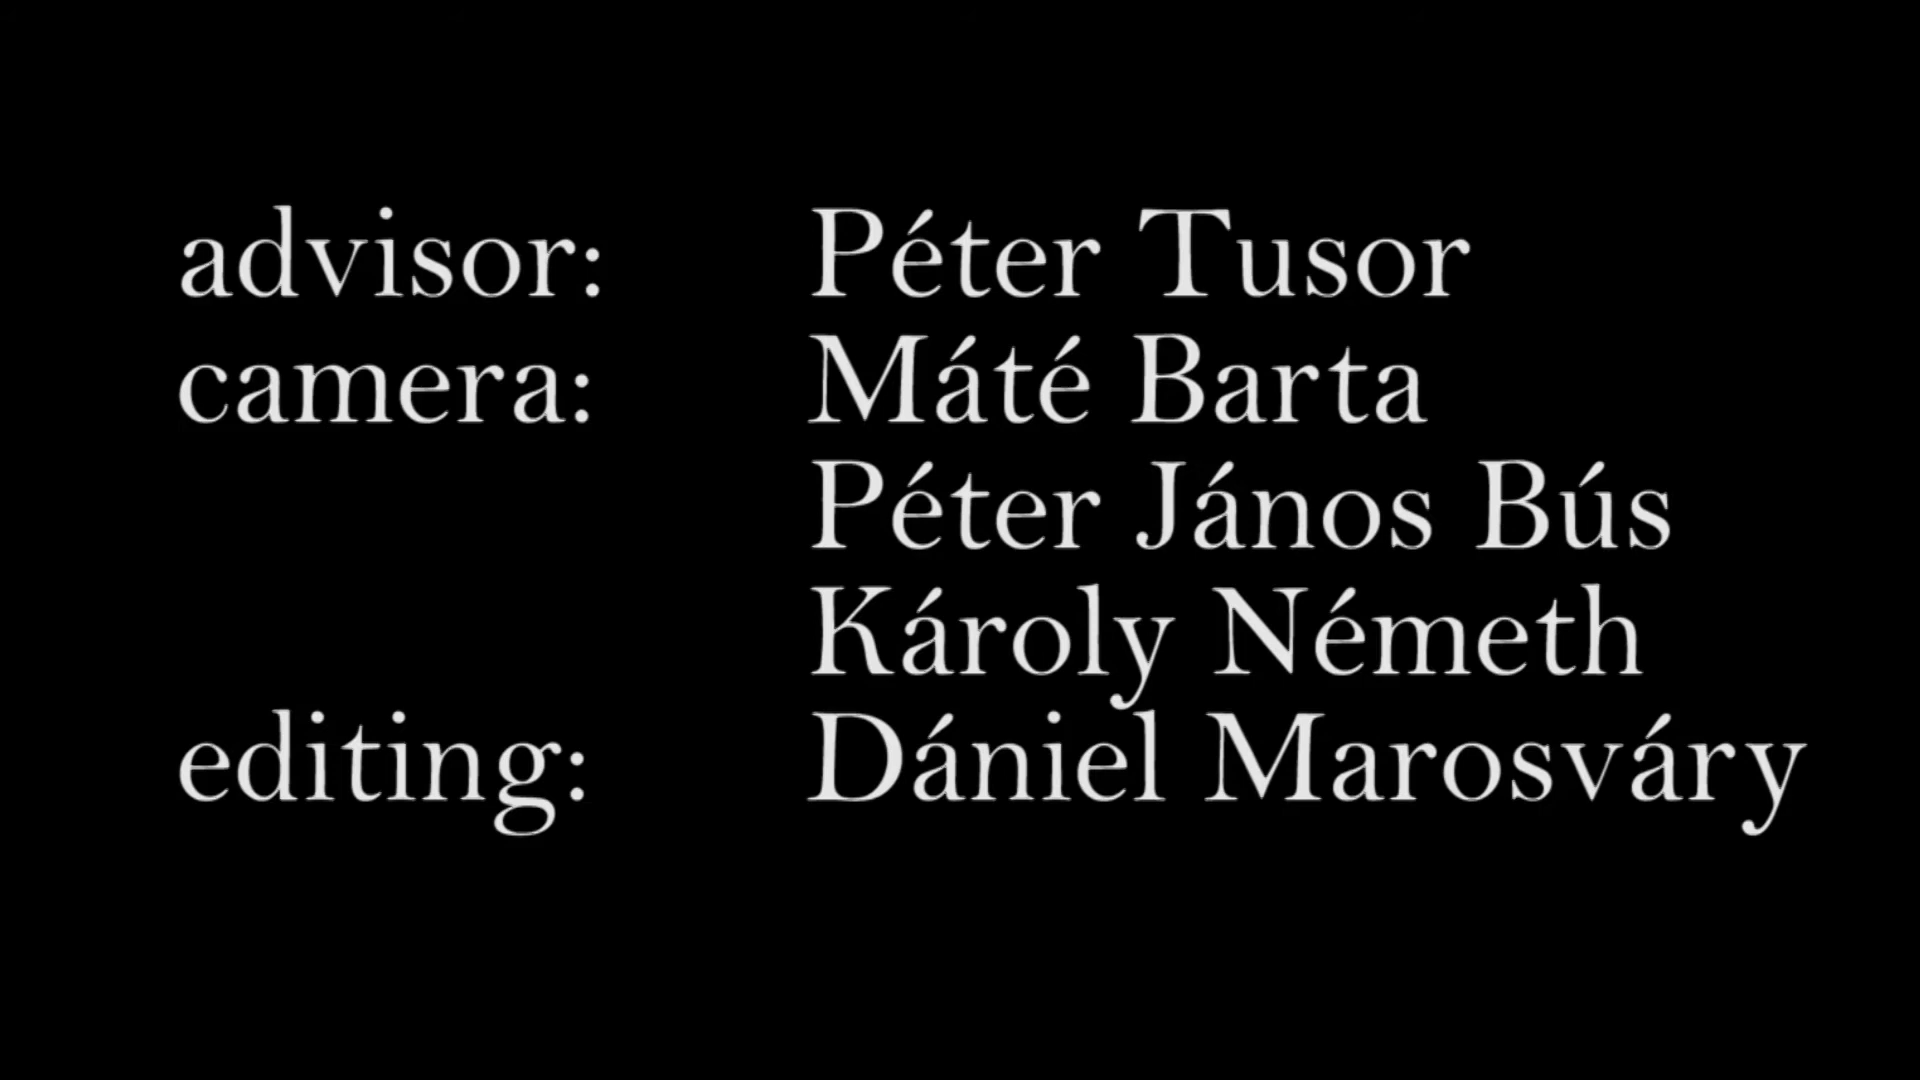 advisor: Péter Tusor
camera: Máté Barta
Péter János Bús
Károly Németh
editing: Dániel Marosváry